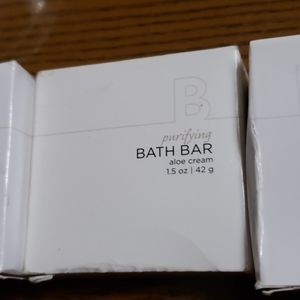 B
purifying
BATH BAR
aloe cream
1.5 oz | 42 g